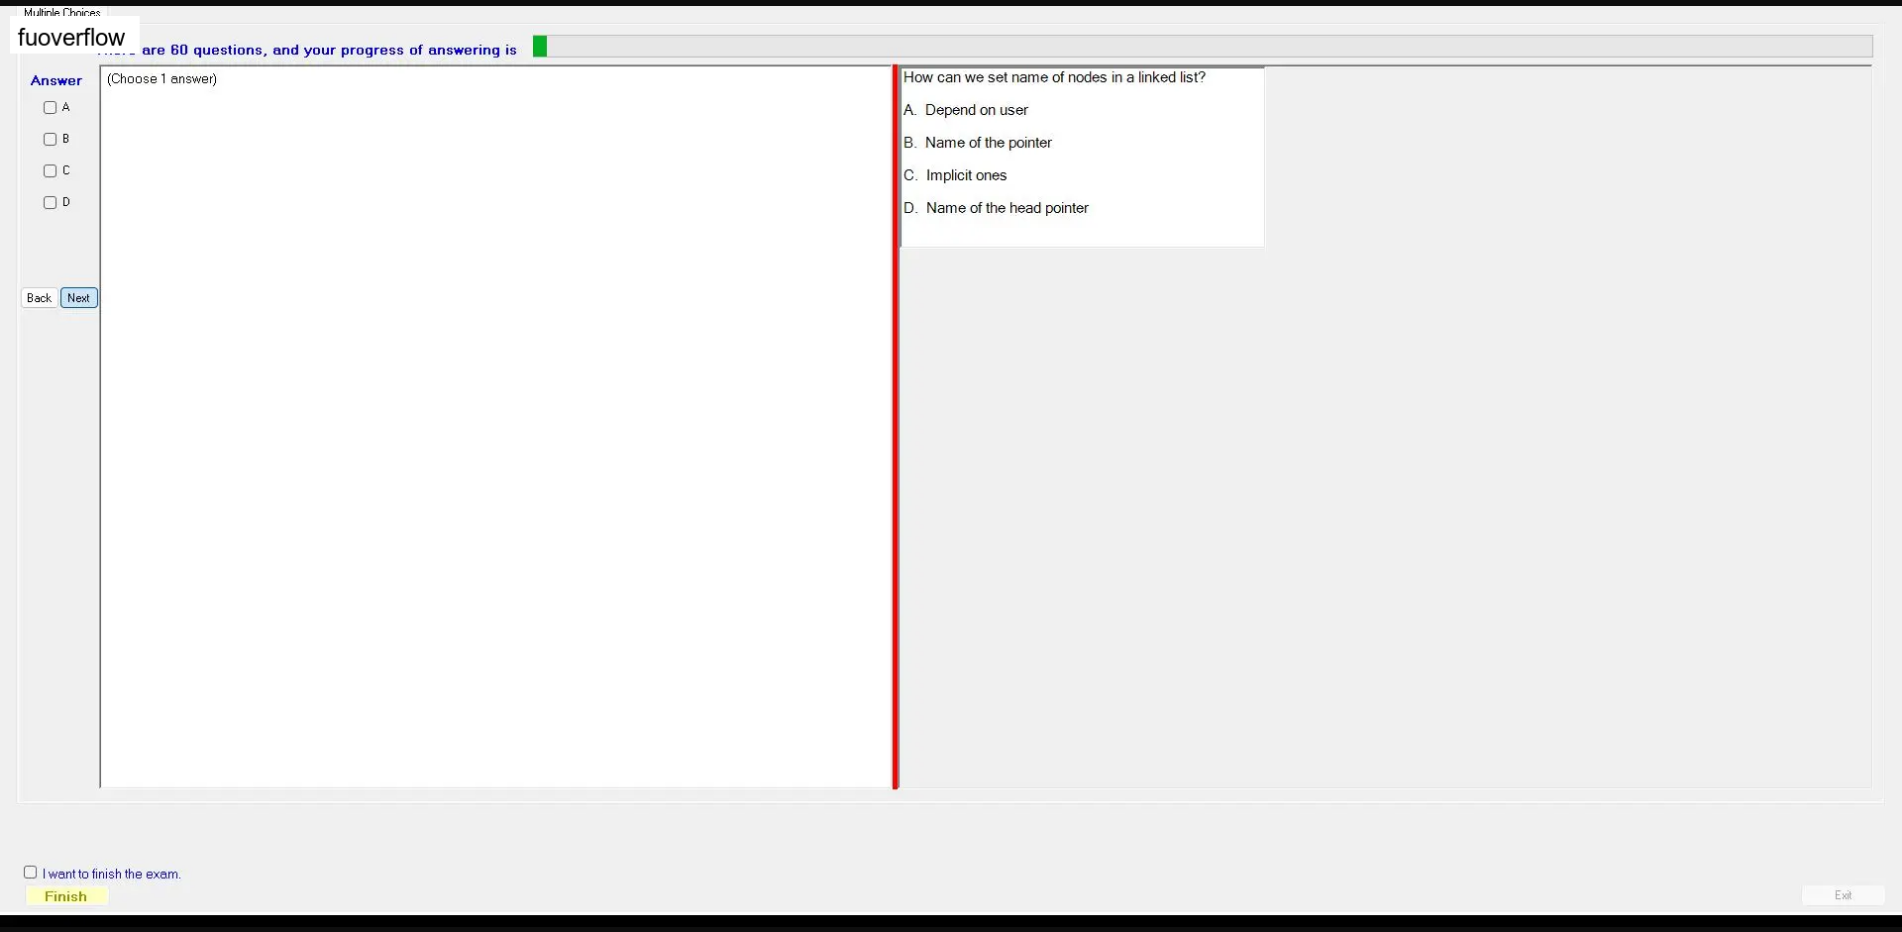 Multiple Choices
fuoverflow
are 60 questions, and your progress of answering is
Answer
A
B
C
D
Back Next
(Choose 1 answer)
How can we set name of nodes in a linked list?
A. Depend on user
B. Name of the pointer
C. Implicit ones
D. Name of the head pointer
I want to finish the exam.
Finish
Exit